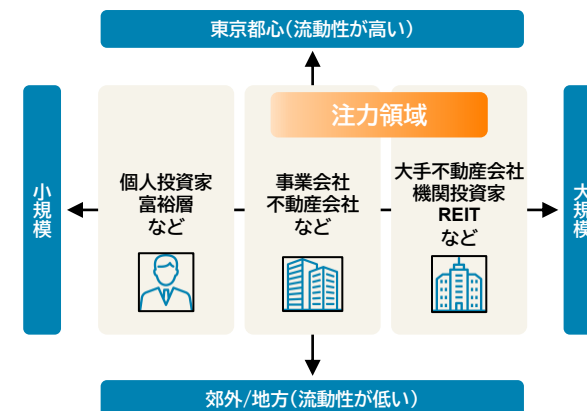 東京都心(流動性が高い)
注力領域
小規模
個人投資家
富裕層
など
事業会社
不動産会社
など
大手不動産会社
機関投資家
REIT
など
大規模
郊外/地方(流動性が低い)